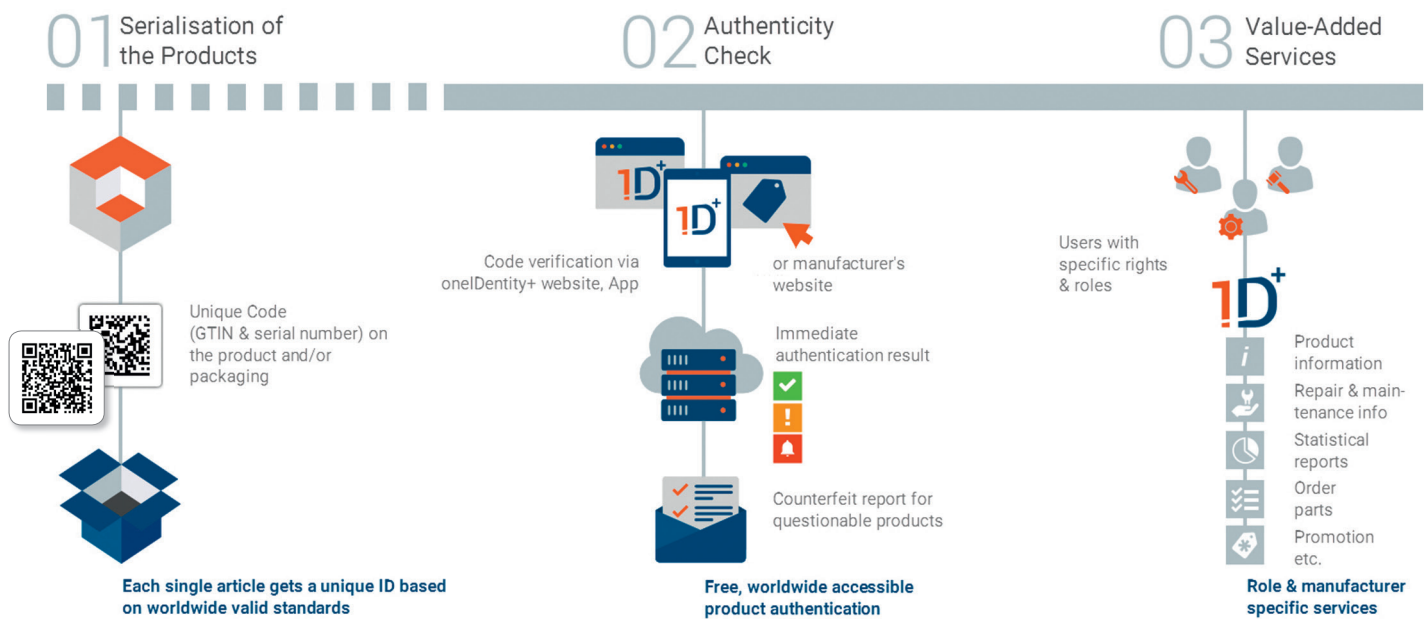 01 Serialisation of
the Products
Unique Code
(GTIN & serial number) on
the product and/or
packaging
Each single article gets a unique ID based
on worldwide valid standards
02 Authenticity
Check
1D+
1D+
Code verification via
oneIDentity+ website, App
or manufacturer's
website
Immediate
authentication result
!
Counterfeit report for
questionable products
Free, worldwide accessible
product authentication
03 Value-Added
Services
Users with
specific rights
& roles
1D+
i
Product
information
Repair & main-
tenance info
Statistical
reports
Order
parts
Promotion
etc.
Role & manufacturer
specific services